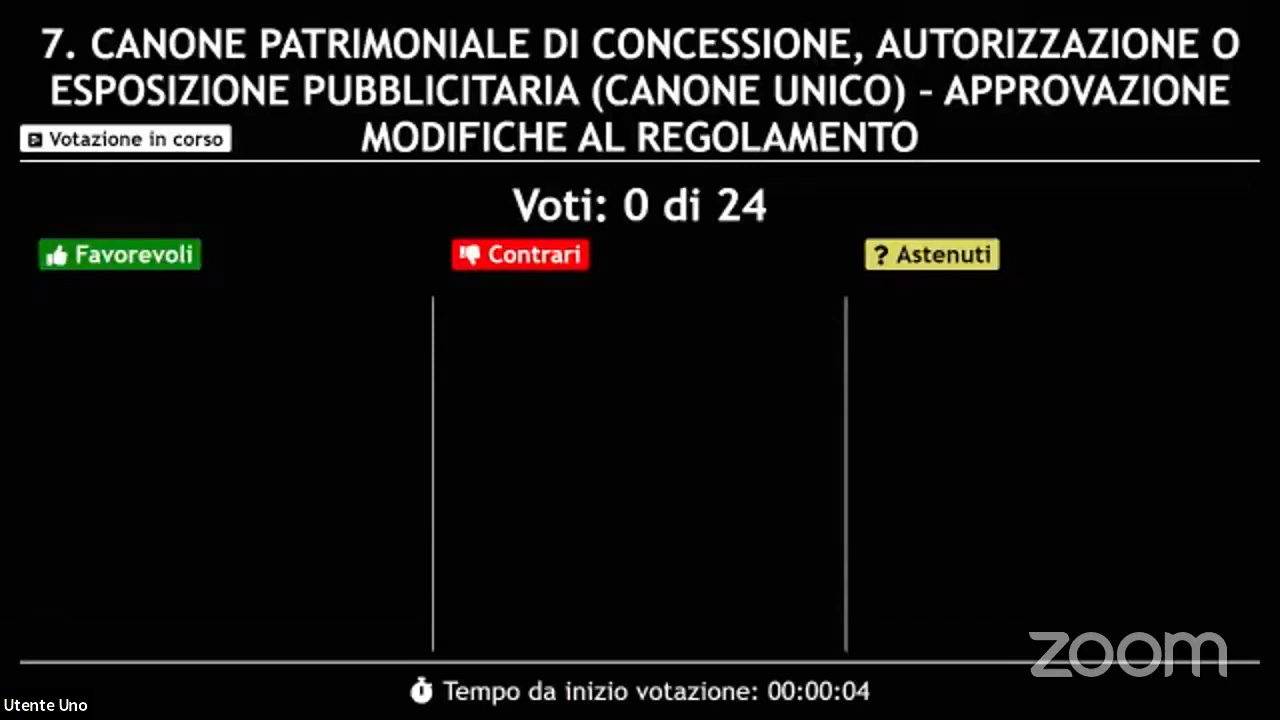 7. CANONE PATRIMONIALE DI CONCESSIONE, AUTORIZZAZIONE O
ESPOSIZIONE PUBBLICITARIA (CANONE UNICO) - APPROVAZIONE
MODIFICHE AL REGOLAMENTO
Votazione in corso
Voti: 0 di 24
Favorevoli
Contrari
? Astenuti
zoom
Tempo da inizio votazione: 00:00:04
Utente Uno